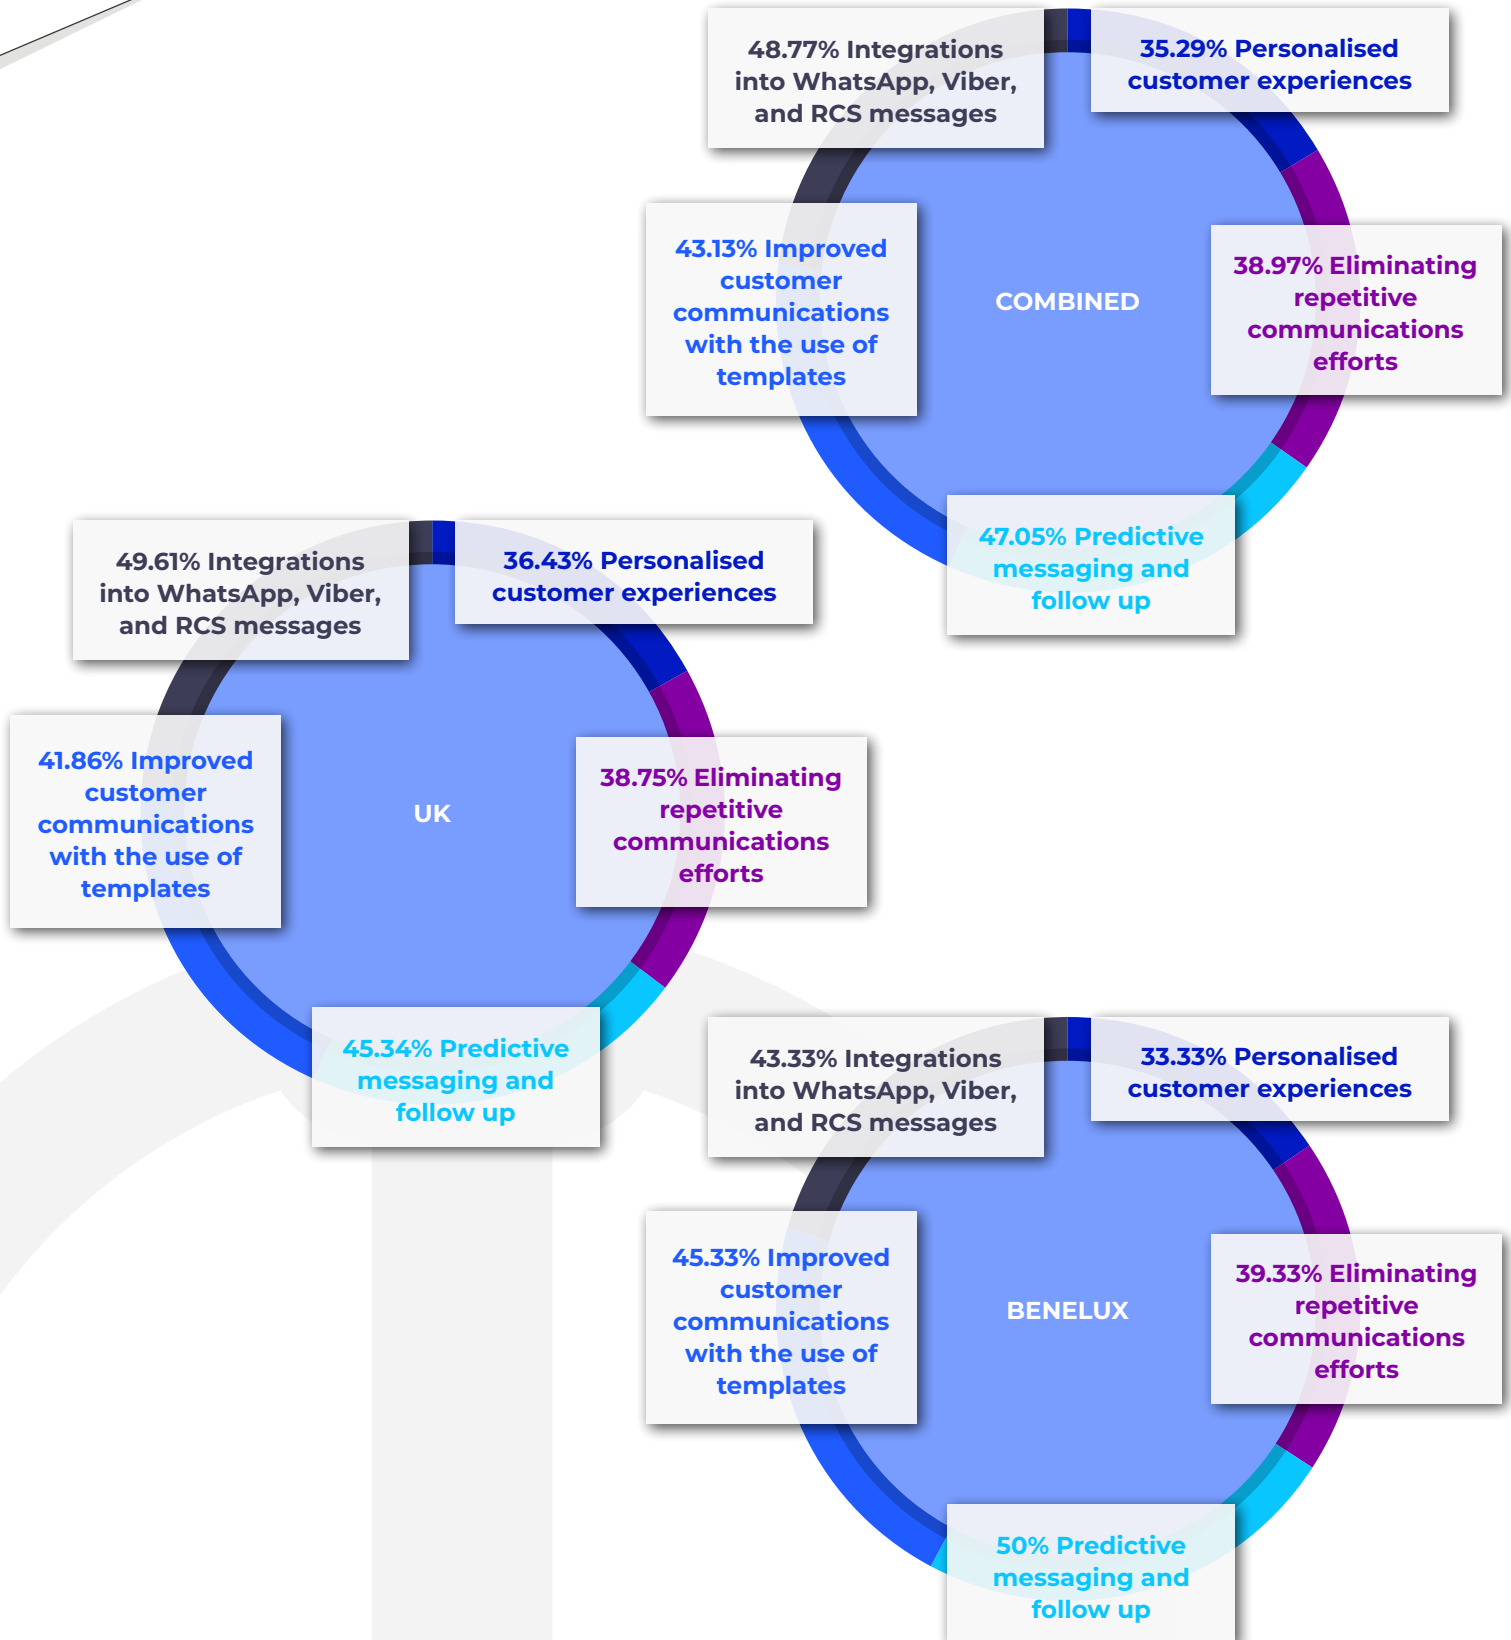 48.77% Integrations
into WhatsApp, Viber,
and RCS messages
35.29% Personalised
customer experiences
43.13% Improved
customer
communications
with the use of
templates
COMBINED
38.97% Eliminating
repetitive
communications
efforts
47.05% Predictive
messaging and
follow up
49.61% Integrations
into WhatsApp, Viber,
and RCS messages
36.43% Personalised
customer experiences
41.86% Improved
customer
communications
with the use of
templates
UK
38.75% Eliminating
repetitive
communications
efforts
45.34% Predictive
messaging and
follow up
43.33% Integrations
into WhatsApp, Viber,
and RCS messages
33.33% Personalised
customer experiences
45.33% Improved
customer
communications
with the use of
templates
BENELUX
39.33% Eliminating
repetitive
communications
efforts
50% Predictive
messaging and
follow up